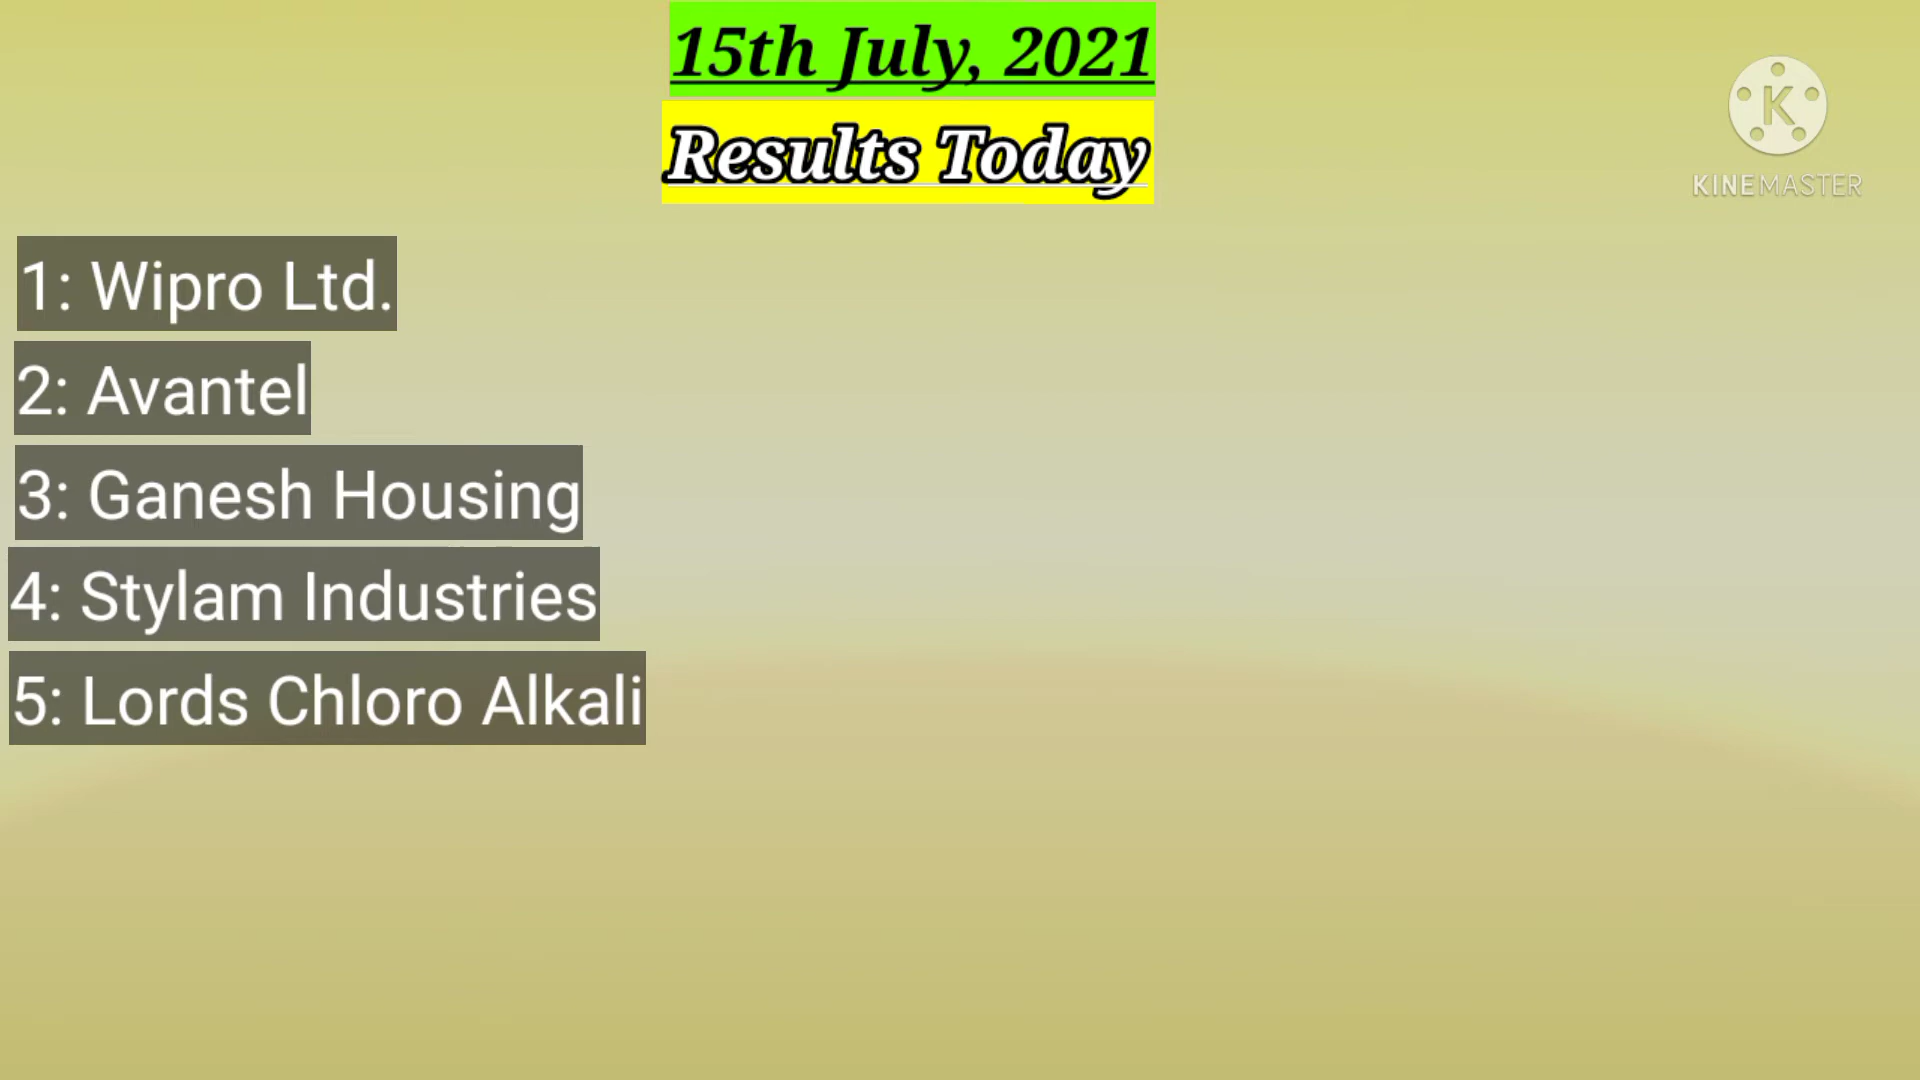 15th July, 2021
Results Today
KINEMASTER
1: Wipro Ltd.
2: Avantel
3: Ganesh Housing
4: Stylam Industries
5: Lords Chloro Alkali